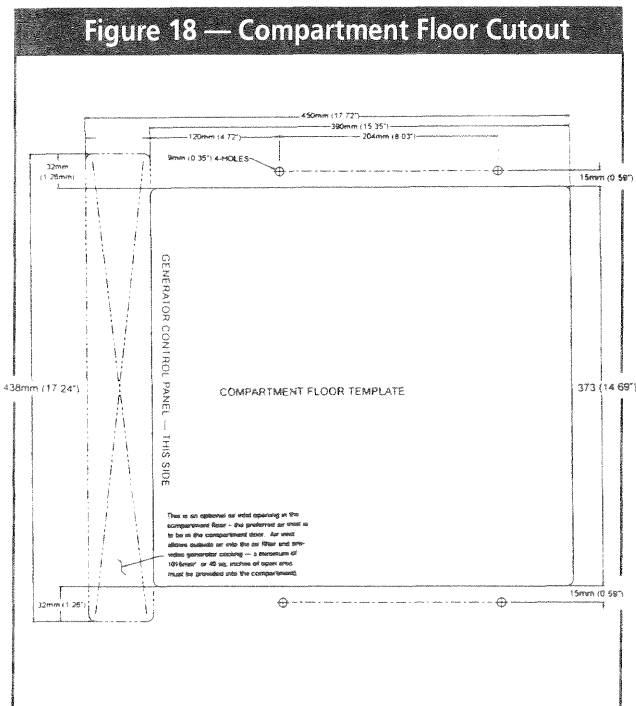 Figure 18 — Compartment Floor Cutout
450mm (17 72")
390mm (15 35")
120mm (4 72")
204mm (8 03")
9mm (0 35") 4-HOLES
32mm
(1 26mm)
15mm (0 59")
GENERATOR CONTROL PANEL — THIS SIDE
438mm (17 24")
COMPARTMENT FLOOR TEMPLATE
373 (14 69")
This is an optional air inlet opening in the
compartment floor - the preferred air inlet is
to be in the compartment door. Air inlet
allows outside air into the air filter and pro-
vides generator cooling — a minimum of
or 40 sq. inches of open area
must be provided into the compartment.
32mm (1 26")
15mm (0 59")